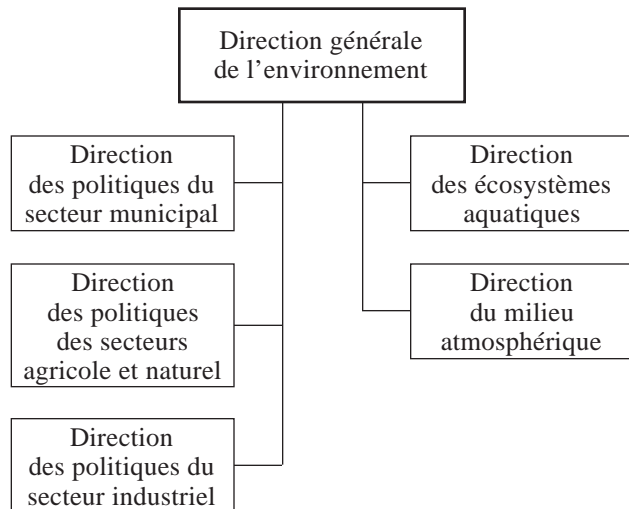 Direction générale
de l'environnement
Direction
des politiques du
secteur municipal
Direction
des politiques
des secteurs
agricole et naturel
Direction
des politiques du
secteur industriel
Direction
des écosystèmes
aquatiques
Direction
du milieu
atmosphérique